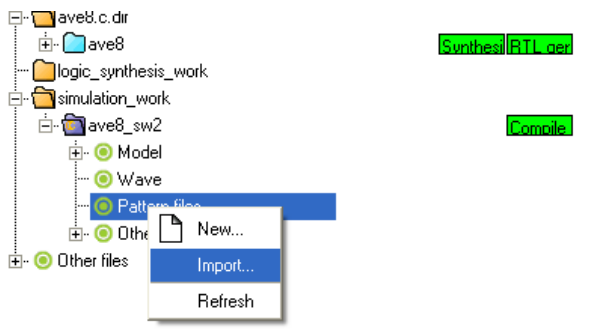 ave8.c.dir
ave8 Synthesi RTL ger
logic_synthesis_work
simulation_work
ave8_sw2 Compile
Model
Wave
Pattern files
New...
Othe
Import...
Other files
Refresh